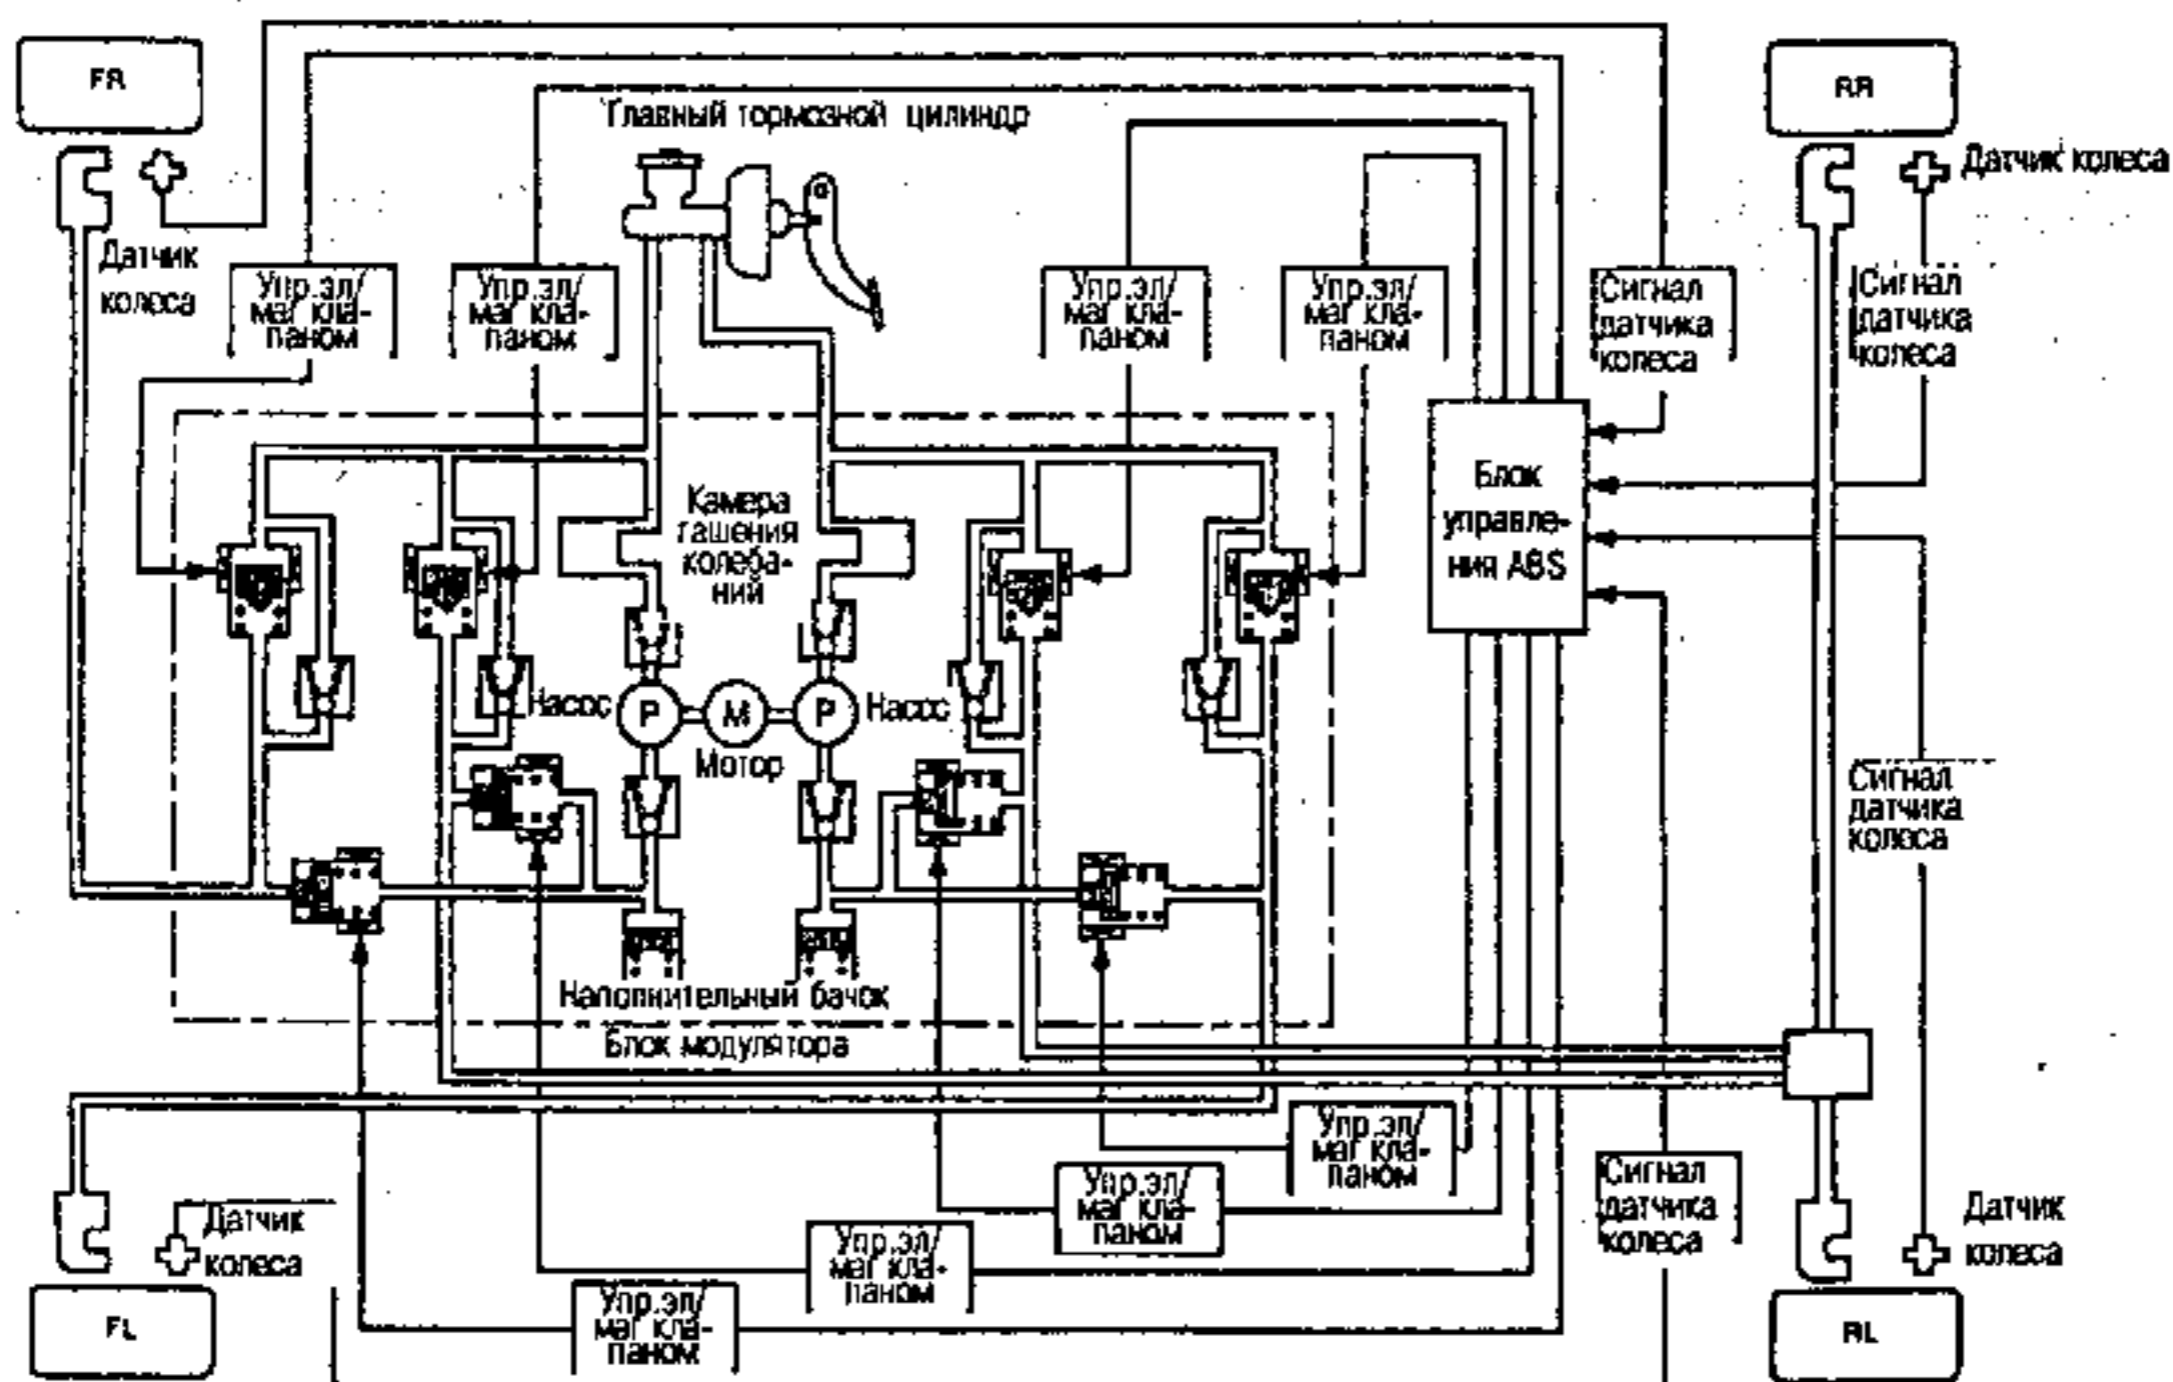 FR
RR
Главный тормозной цилиндр
Датчик колеса
Датчик
колеса
Упр.эл/
маг кла-
паном
Упр.эл/
маг кла-
паном
Упр.эл/
маг кла-
паном
Упр.эл/
маг кла-
паном
Сигнал
датчика
колеса
Сигнал
датчика
колеса
Камера
гашения
колеба-
ний
Блок
управле-
ния ABS
Насос
P
M
P
Насос
Мотор
Сигнал
датчика
колеса
Наполнительный бачок
Блок модулятора
Упр.эл/
маг кла-
паном
Упр.эл/
маг кла-
паном
Упр.эл/
маг кла-
паном
Упр.эл/
маг кла-
паном
Сигнал
датчика
колеса
Датчик
колеса
Датчик
колеса
FL
RL